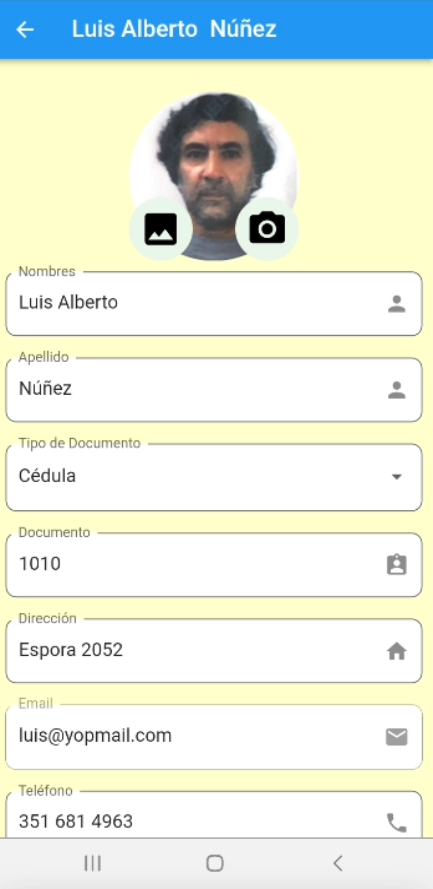 Luis Alberto  Núñez
Nombres
Luis Alberto
Apellido
Núñez
Tipo de Documento
Cédula
Documento
1010
Dirección
Espora 2052
Email
luis@yopmail.com
Teléfono
351 681 4963